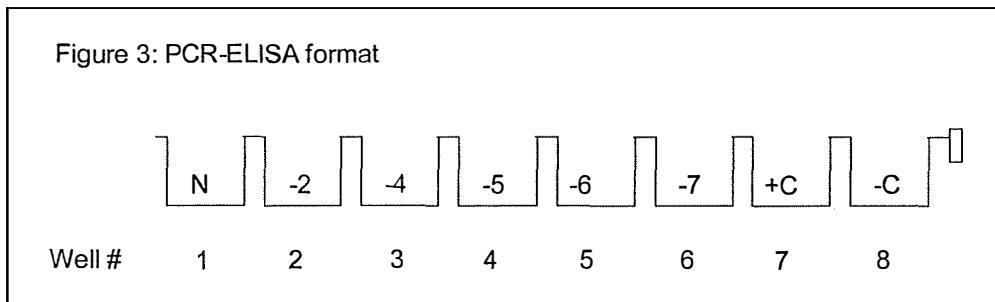 Figure 3: PCR-ELISA format
N -2 -4 -5 -6 -7 +C -C
Well # 1 2 3 4 5 6 7 8